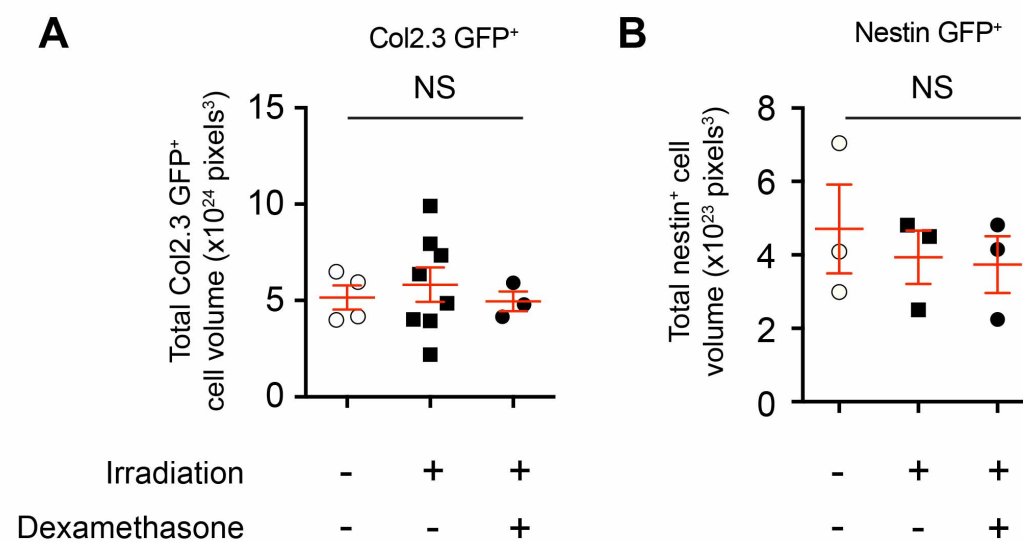 A
Col2.3 GFP⁺
NS
Total Col2.3 GFP⁺
cell volume (x10²⁴ pixels³)
15
10
5
0
Irradiation - + +
Dexamethasone - - +
B
Nestin GFP⁺
NS
Total nestin⁺ cell
volume (x10²³ pixels³)
8
6
4
2
0
- + +
- - +